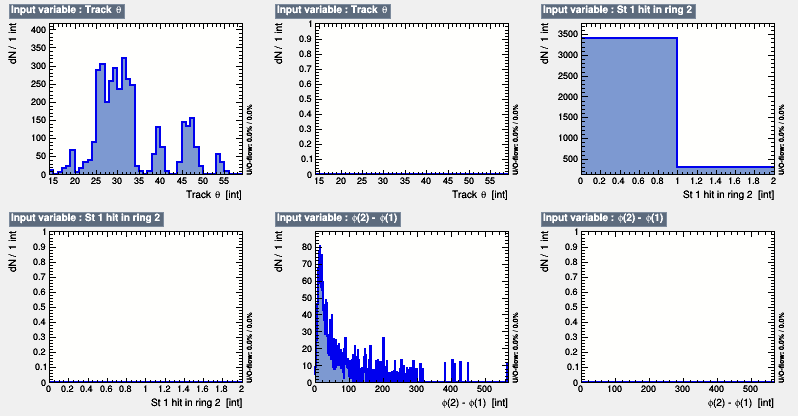 Input variable : Track θ
dN / 1 int
400
350
300
250
200
150
100
50
0
15 20 25 30 35 40 45 50 55
Track θ [int]
U/O-flow: 0.0% / 0.0%
Input variable : Track θ
dN / 1 int
1
0.9
0.8
0.7
0.6
0.5
0.4
0.3
0.2
0.1
0
15 20 25 30 35 40 45 50 55
Track θ [int]
U/O-flow: 0.0% / 0.0%
Input variable : St 1 hit in ring 2
dN / 1 int
3500
3000
2500
2000
1500
1000
500
0 0.2 0.4 0.6 0.8 1 1.2 1.4 1.6 1.8 2
St 1 hit in ring 2 [int]
U/O-flow: 0.0% / 0.0%
Input variable : St 1 hit in ring 2
dN / 1 int
1
0.9
0.8
0.7
0.6
0.5
0.4
0.3
0.2
0.1
0
0 0.2 0.4 0.6 0.8 1 1.2 1.4 1.6 1.8 2
St 1 hit in ring 2 [int]
U/O-flow: 0.0% / 0.0%
Input variable : ϕ(2) - ϕ(1)
dN / 1 int
80
70
60
50
40
30
20
10
0
0 100 200 300 400 500
ϕ(2) - ϕ(1) [int]
U/O-flow: 0.0% / 0.0%
Input variable : ϕ(2) - ϕ(1)
dN / 1 int
1
0.9
0.8
0.7
0.6
0.5
0.4
0.3
0.2
0.1
0
0 100 200 300 400 500
ϕ(2) - ϕ(1) [int]
U/O-flow: 0.0% / 0.0%